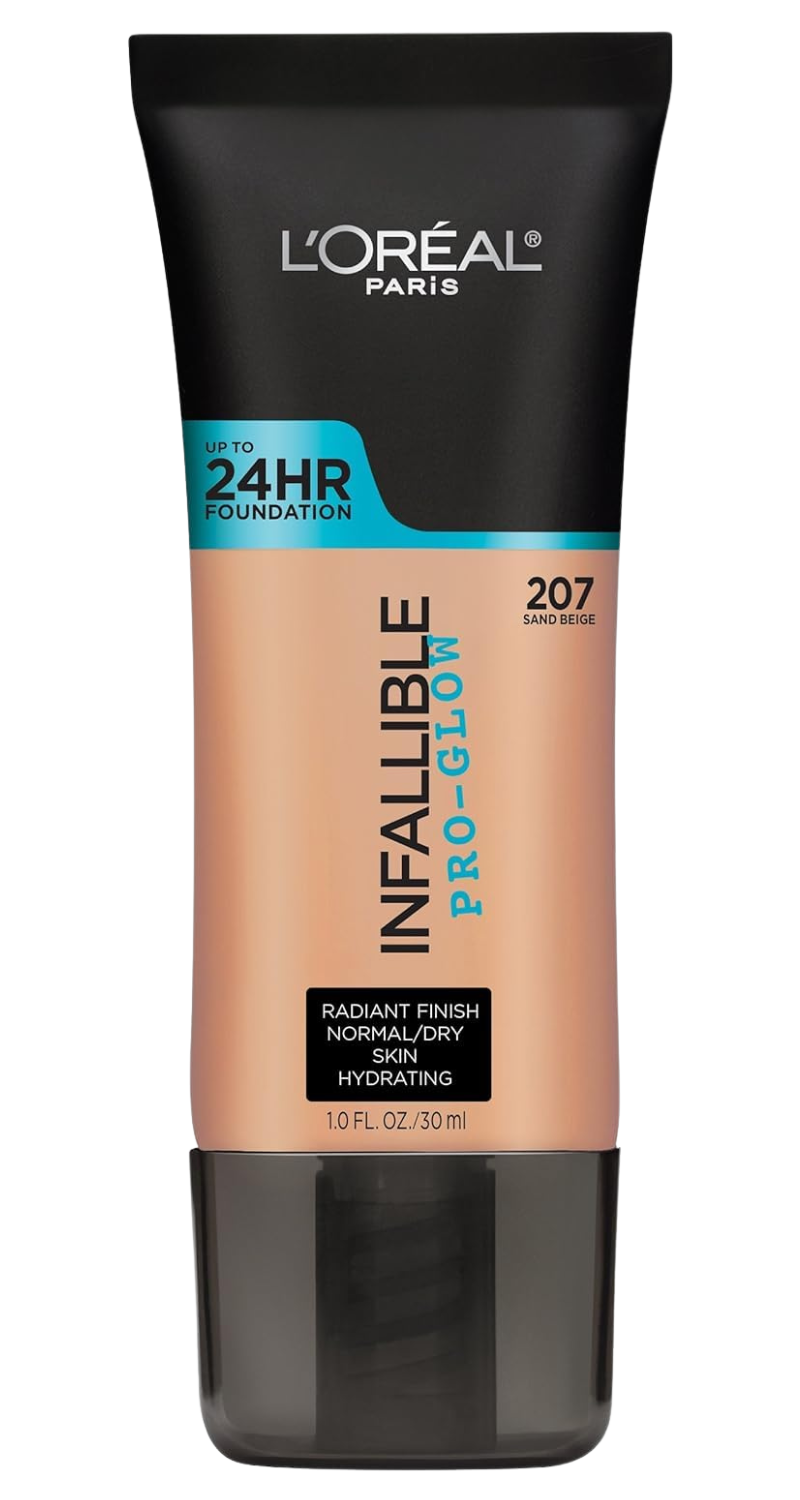 L'ORÉAL®
PARiS
UP TO
24HR
FOUNDATION
207
SAND BEIGE
INFALLIBLE
PRO-GLOW
RADIANT FINISH
NORMAL/DRY
SKIN
HYDRATING
1.0 FL. OZ./30 ml